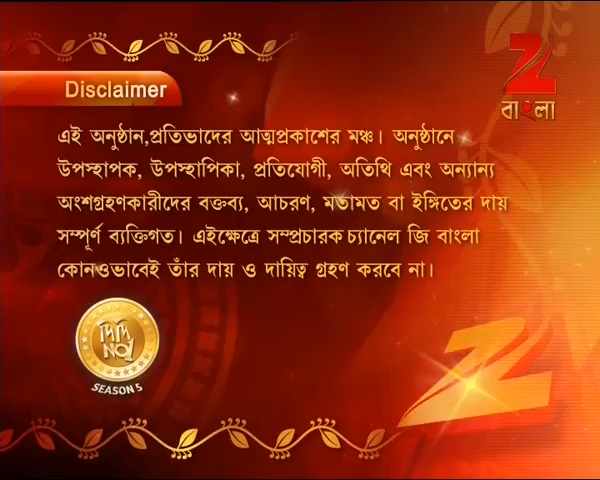 Z
বাংলা
Disclaimer
এই অনুষ্ঠান,প্রতিভাদের আত্মপ্রকাশের মঞ্চ। অনুষ্ঠানে
উপস্থাপক, উপস্থাপিকা, প্রতিযোগী, অতিথি এবং অন্যান্য
অংশগ্রহণকারীদের বক্তব্য, আচরণ, মতামত বা ইঙ্গিতের দায়
সম্পূর্ণ ব্যক্তিগত। এইক্ষেত্রে সম্প্রচারক চ্যানেল জি বাংলা
কোনওভাবেই তাঁর দায় ও দায়িত্ব গ্রহণ করবে না।
দিদি
NO1
SEASON 5
Z